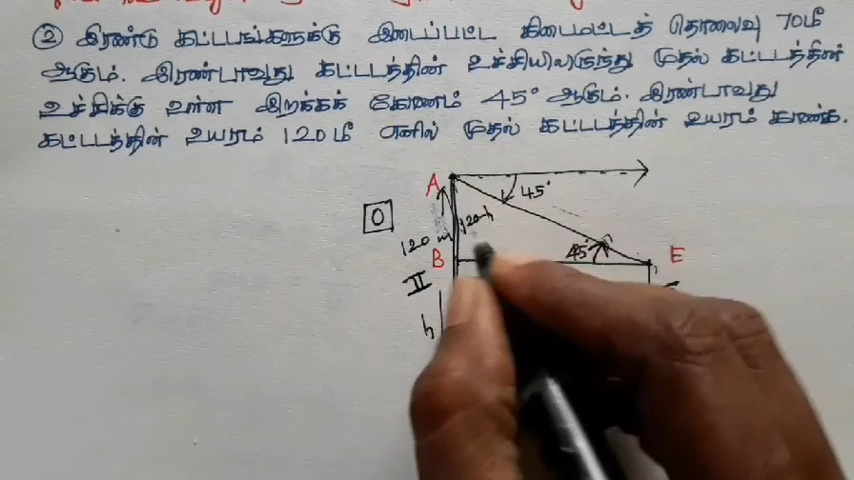 ② இரண்டு கட்டடங்களுக்கு இடைப்பட்ட கிடைமட்டத் தொலைவு 70மீ
ஆகும். இரண்டாவது கட்டடத்தின் உச்சியிலிருந்து முதல் கட்டடத்தின்
உச்சிக்கு உள்ள இறக்கக் கோணம் 45° ஆகும். இரண்டாவது
கட்டடத்தின் உயரம் 120மீ எனில் முதல் கட்டடத்தின் உயரம் காண்க.
A
45°
O
120-h
120 m
45°
B
E
II
h